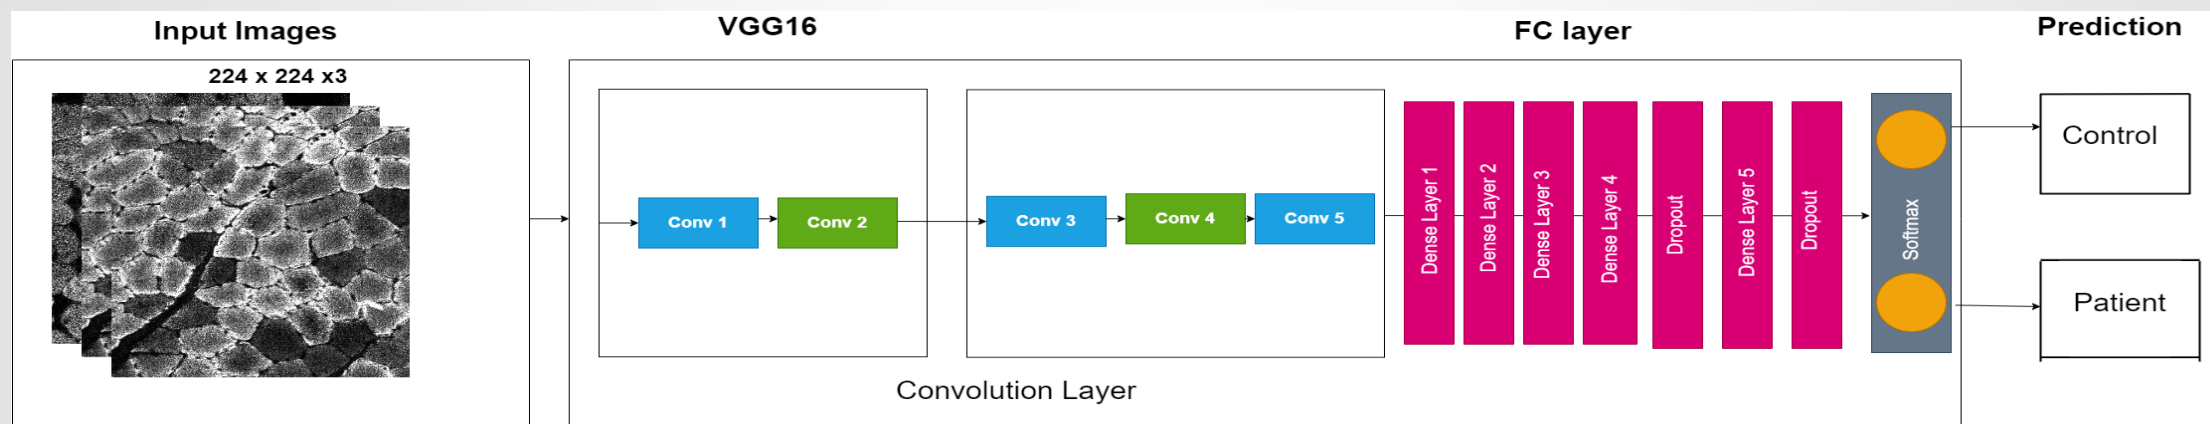 Input Images
VGG16
FC layer
Prediction
224 x 224 x3
Conv 1
Conv 2
Conv 3
Conv 4
Conv 5
Dense Layer 1
Dense Layer 2
Dense Layer 3
Dense Layer 4
Dropout
Dense Layer 5
Dropout
Softmax
Control
Patient
Convolution Layer